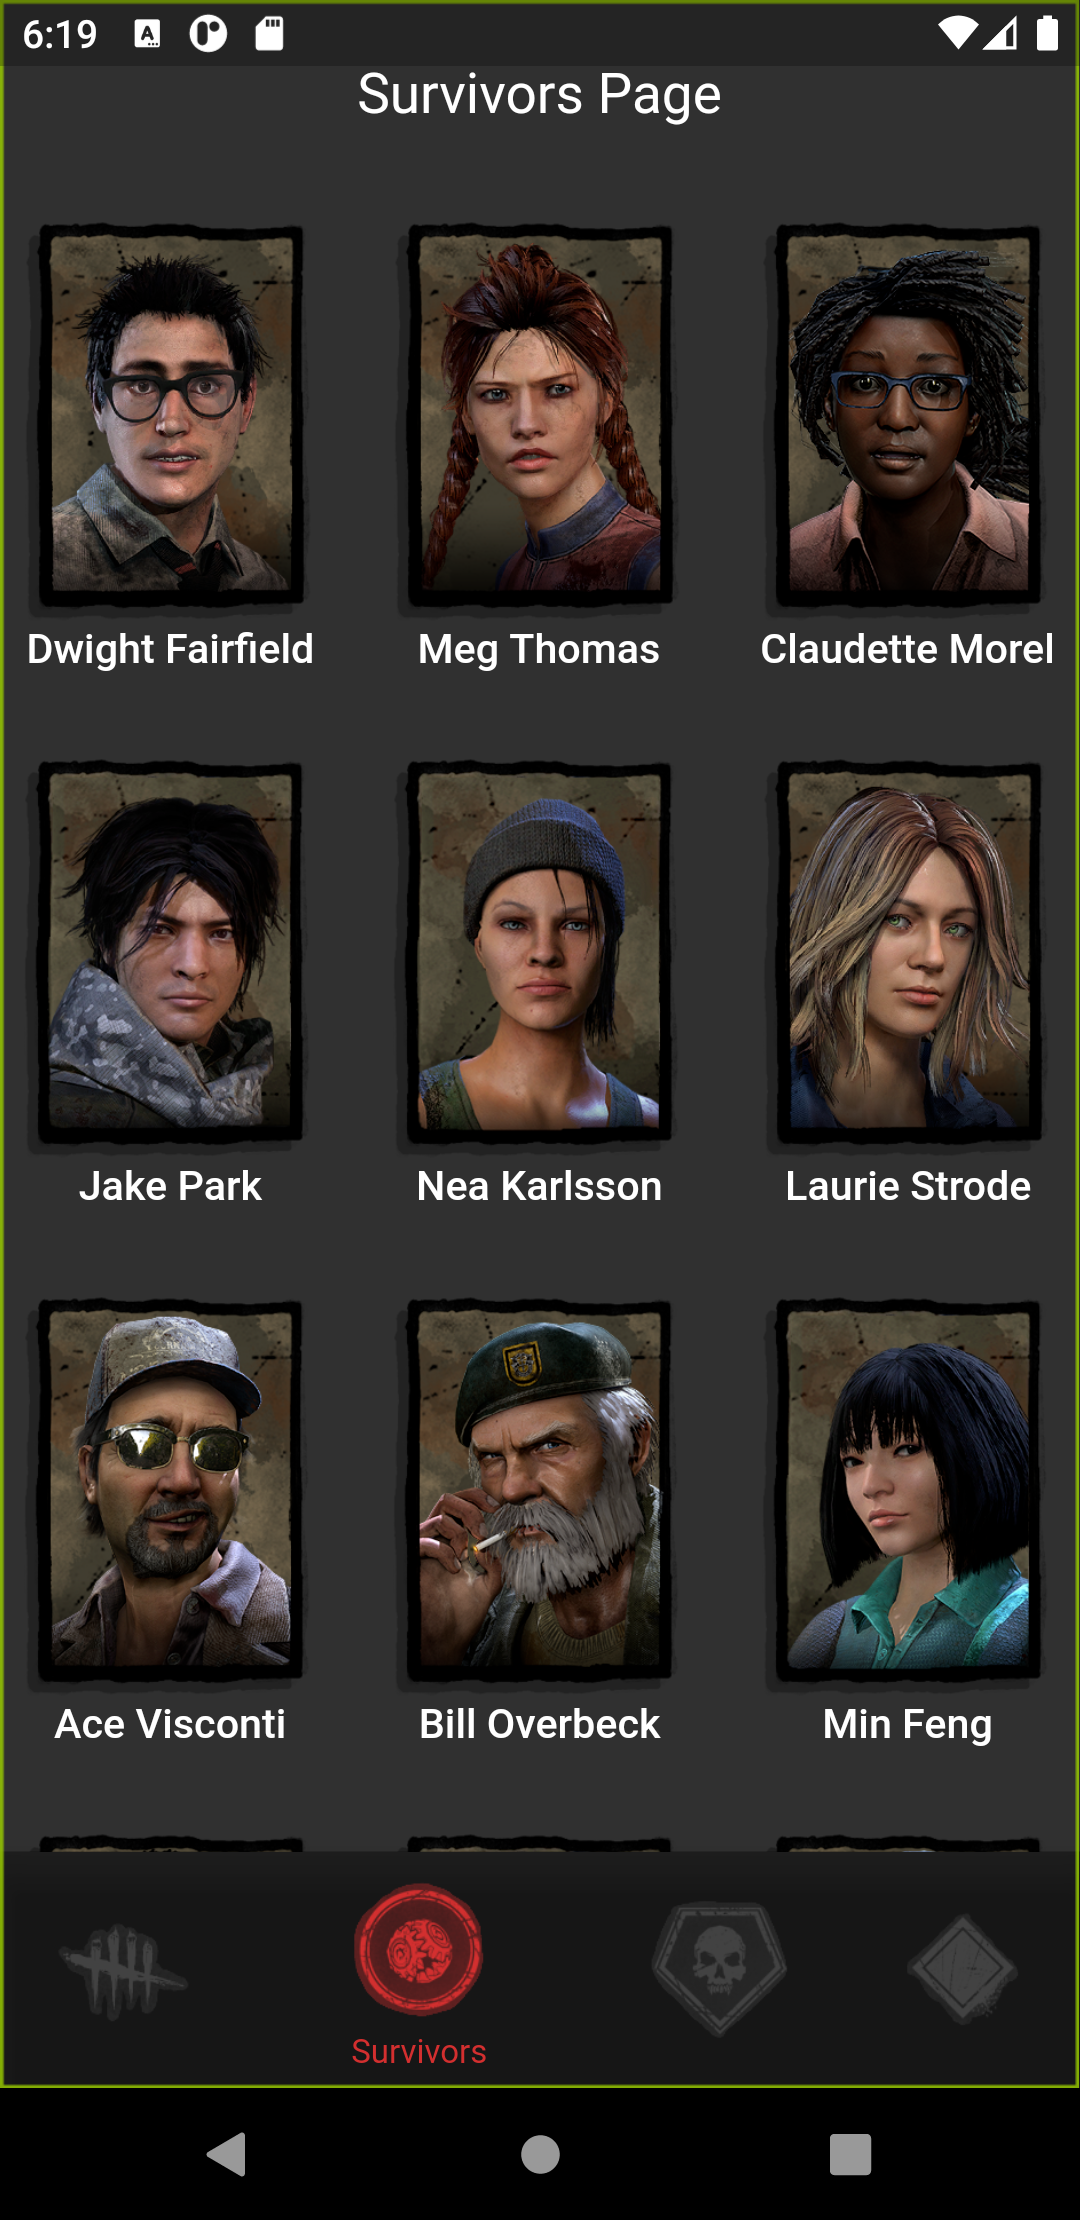 6:19
Survivors Page
Dwight Fairfield
Meg Thomas
Claudette Morel
Jake Park
Nea Karlsson
Laurie Strode
Ace Visconti
Bill Overbeck
Min Feng
Survivors